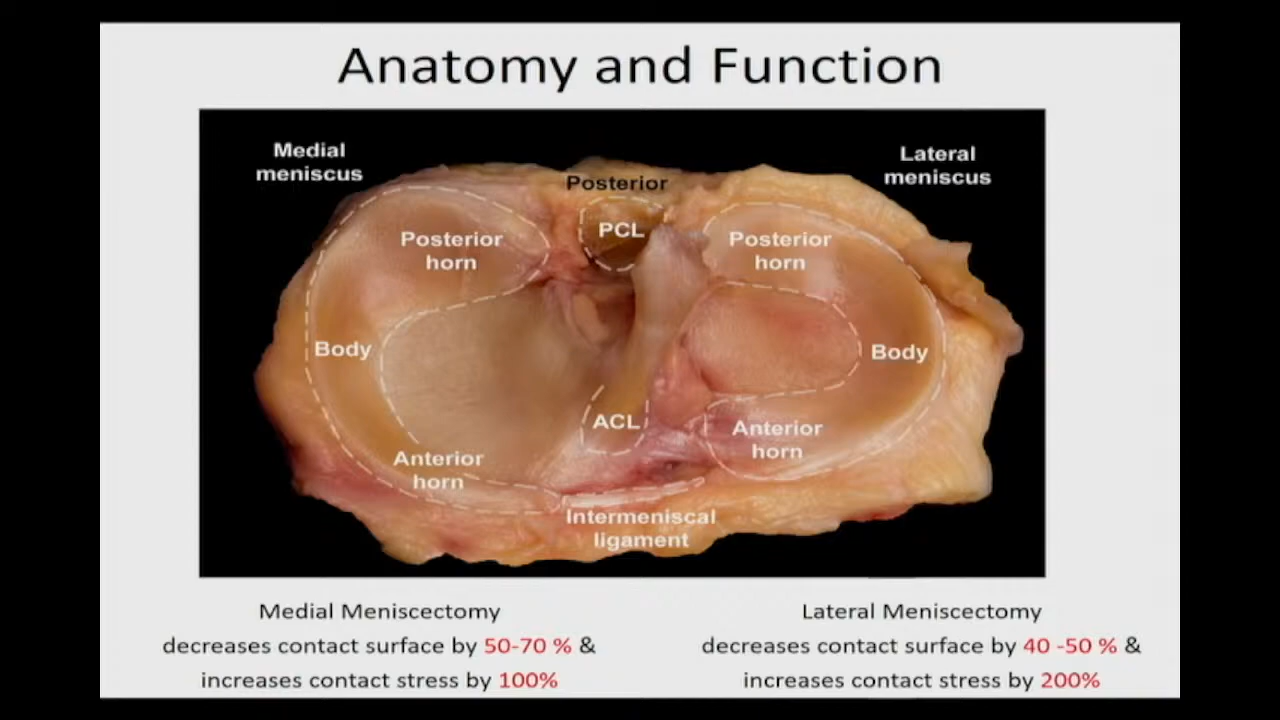 Anatomy and Function
Medial
meniscus
Lateral
meniscus
Posterior
PCL
Posterior
horn
Posterior
horn
Body
Body
ACL
Anterior
horn
Anterior
horn
Intermeniscal
ligament
Medial Meniscectomy
decreases contact surface by 50-70 % &
increases contact stress by 100%
Lateral Meniscectomy
decreases contact surface by 40 -50 % &
increases contact stress by 200%